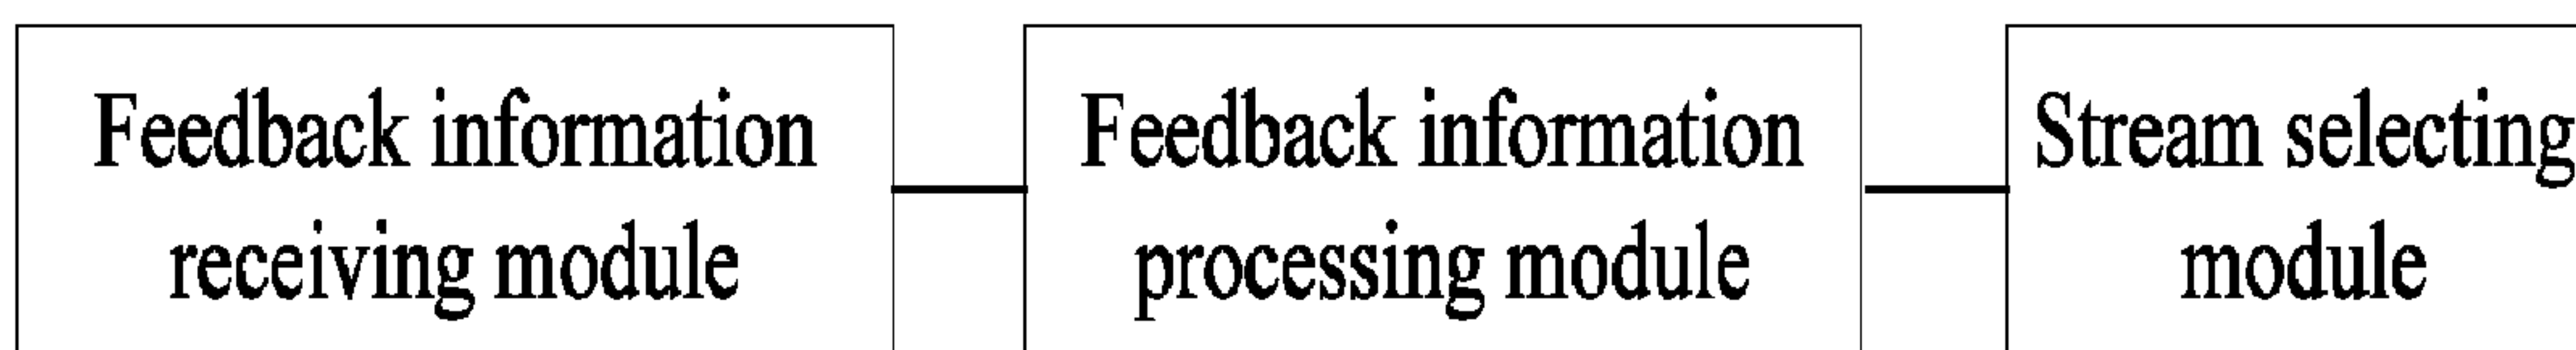 Feedback information
receiving module
Feedback information
processing module
Stream selecting
module